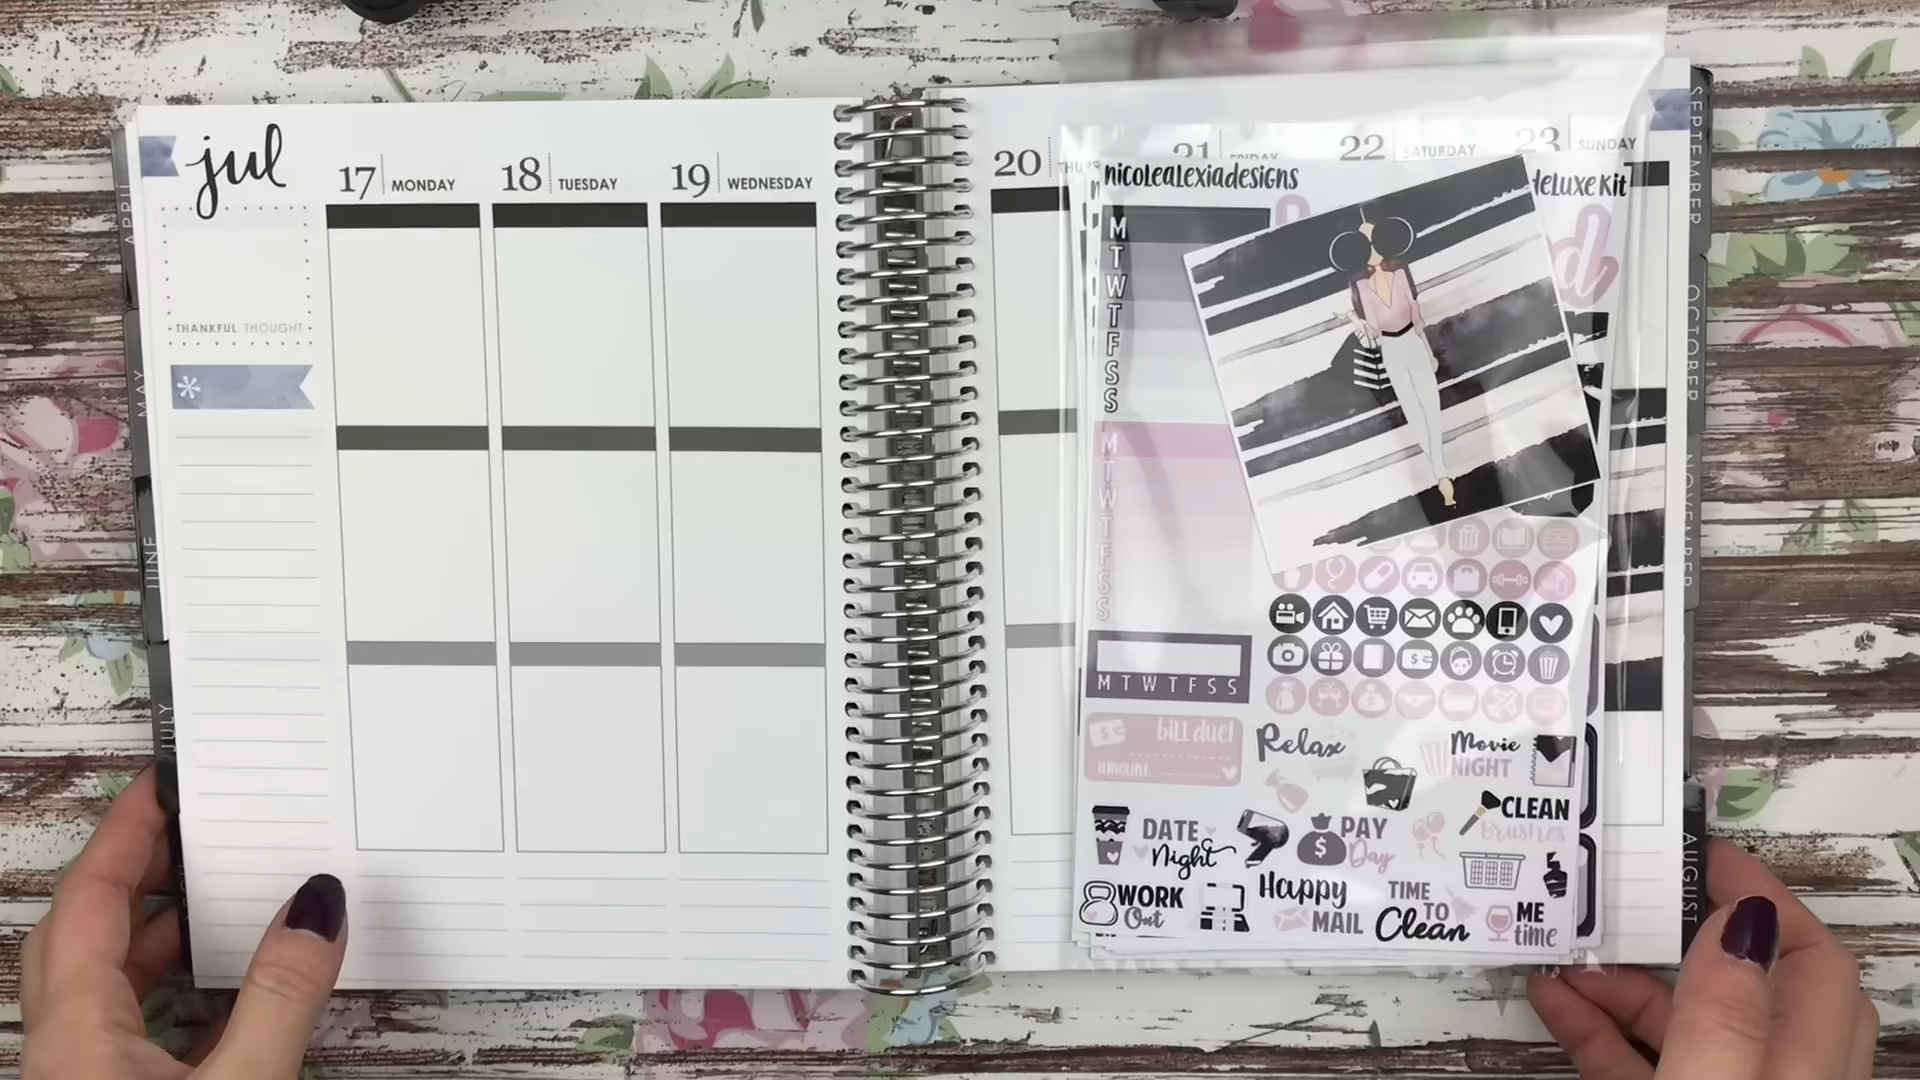 jul
17 MONDAY
18 TUESDAY
19 WEDNESDAY
20
21 FRIDAY
22 SATURDAY
23 SUNDAY
THANKFUL THOUGHT
*
APRIL
MAY
JUNE
JULY
SEPTEMBER
OCTOBER
NOVEMBER
AUGUST
nicolealexiadesigns
deluxe kit
M
T
W
T
F
S
S
M
T
W
T
F
S
S
M T W T F S S
bill due!
$
amount
Relax
Movie
NIGHT
CLEAN
brushes
DATE
Night
$
PAY
Day
WORK
Out
Happy
MAIL
TIME
TO
Clean
ME
time